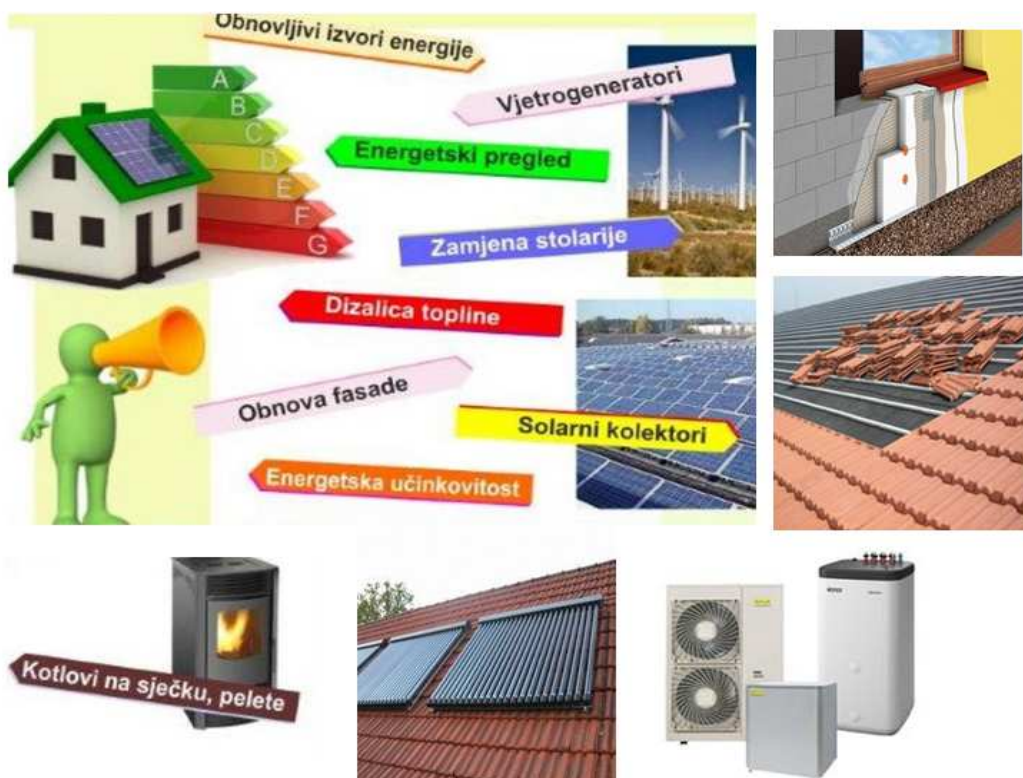 Obnovljivi izvori energije
Vjetrogeneratori
A
B
C
D
E
F
G
Energetski pregled
Zamjena stolarije
Dizalica topline
Obnova fasade
Solarni kolektori
Energetska učinkovitost
Kotlovi na sječku, pelete